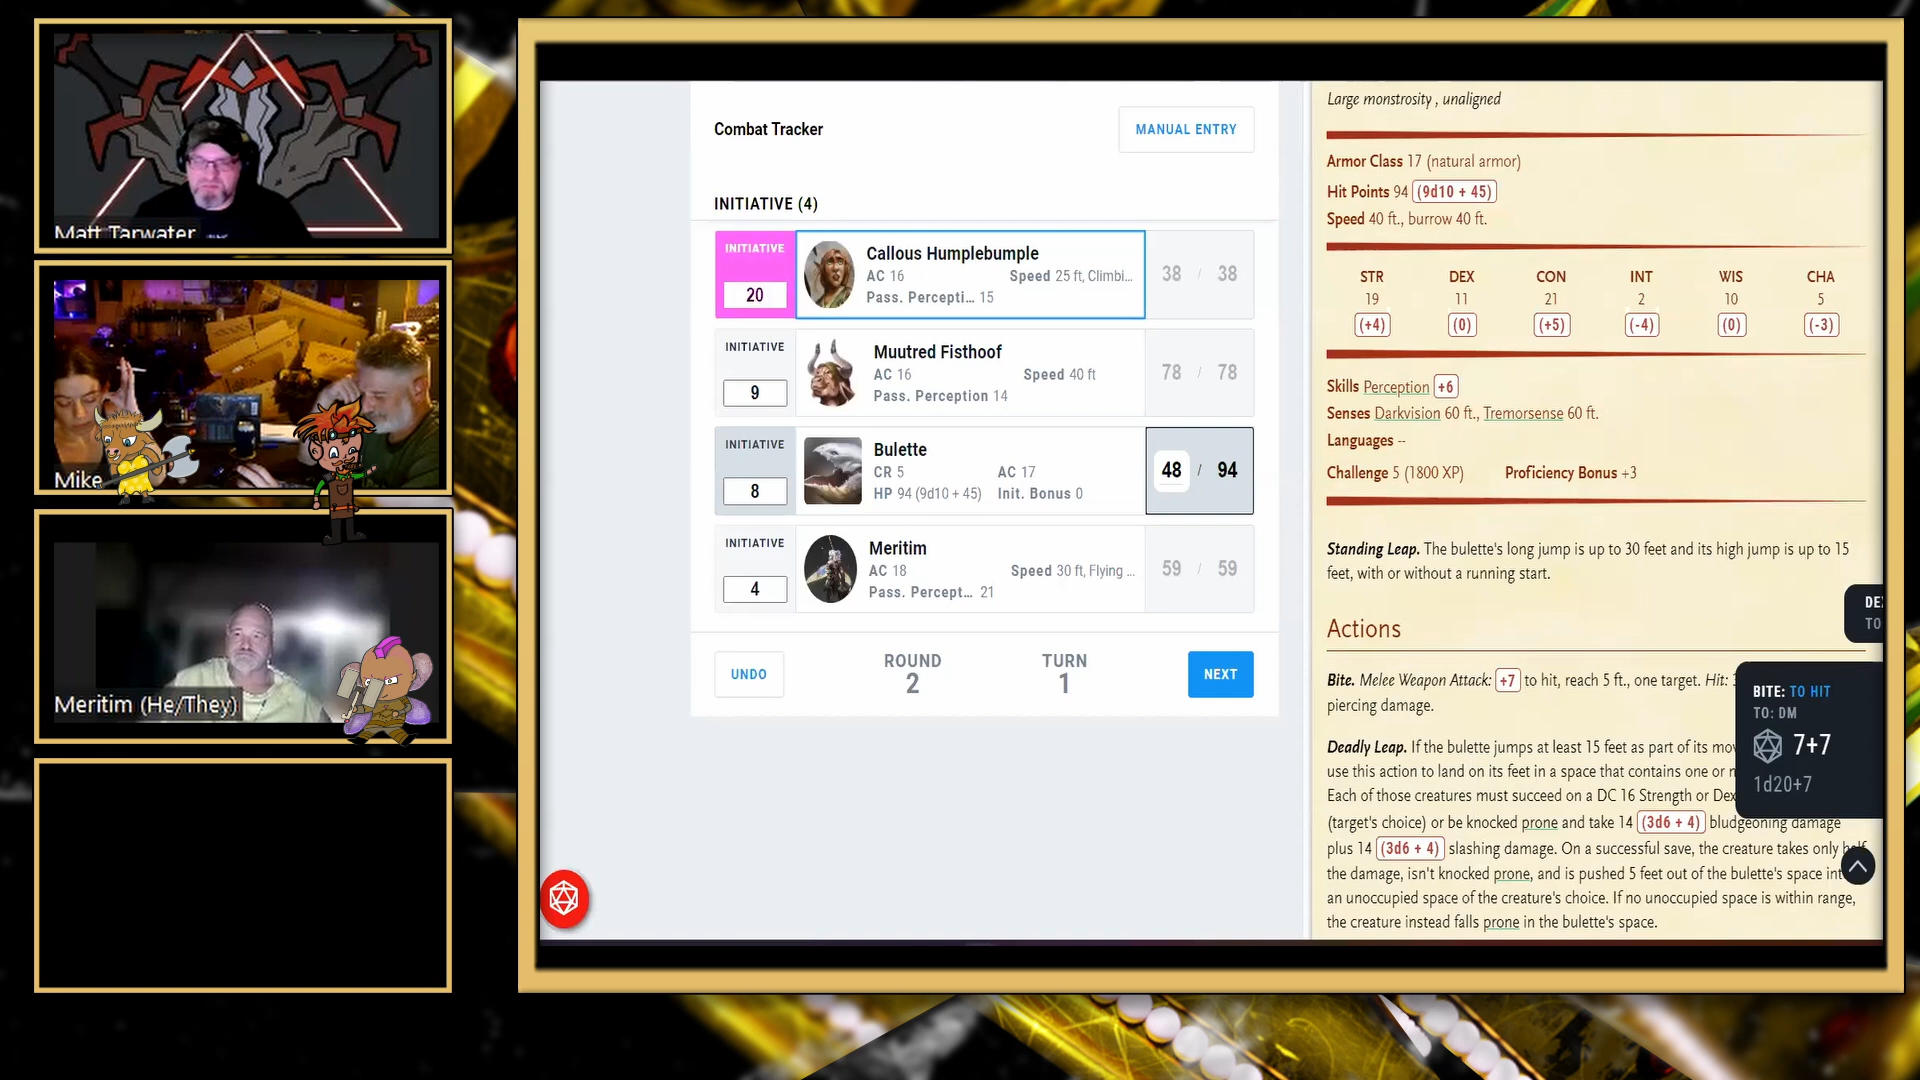 Matt Tarwater
Mike
Meritim (He/They)
Combat Tracker
MANUAL ENTRY
INITIATIVE (4)
INITIATIVE
20
Callous Humplebumple
AC 16 Speed 25 ft, Climbi...
Pass. Percepti... 15
38 / 38
INITIATIVE
9
Muutred Fisthoof
AC 16 Speed 40 ft
Pass. Perception 14
78 / 78
INITIATIVE
8
Bulette
CR 5 AC 17
HP 94 (9d10 + 45) Init. Bonus 0
48 / 94
INITIATIVE
4
Meritim
AC 18 Speed 30 ft, Flying ...
Pass. Percept... 21
59 / 59
UNDO
ROUND
2
TURN
1
NEXT
Large monstrosity , unaligned
Armor Class 17 (natural armor)
Hit Points 94 (9d10 + 45)
Speed 40 ft., burrow 40 ft.
STR DEX CON INT WIS CHA
19 11 21 2 10 5
(+4) (0) (+5) (-4) (0) (-3)
Skills Perception +6
Senses Darkvision 60 ft., Tremorsense 60 ft.
Languages --
Challenge 5 (1800 XP) Proficiency Bonus +3
Standing Leap. The bulette's long jump is up to 30 feet and its high jump is up to 15
feet, with or without a running start.
Actions
Bite. Melee Weapon Attack: +7 to hit, reach 5 ft., one target. Hit:
piercing damage.
Deadly Leap. If the bulette jumps at least 15 feet as part of its
use this action to land on its feet in a space that contains one or
Each of those creatures must succeed on a DC 16 Strength or Dex
(target's choice) or be knocked prone and take 14 (3d6 + 4) bludgeoning damage
plus 14 (3d6 + 4) slashing damage. On a successful save, the creature takes only half
the damage, isn't knocked prone, and is pushed 5 feet out of the bulette's space int
an unoccupied space of the creature's choice. If no unoccupied space is within range,
the creature instead falls prone in the bulette's space.
TO
BITE: TO HIT
TO: DM
7+7
1d20+7